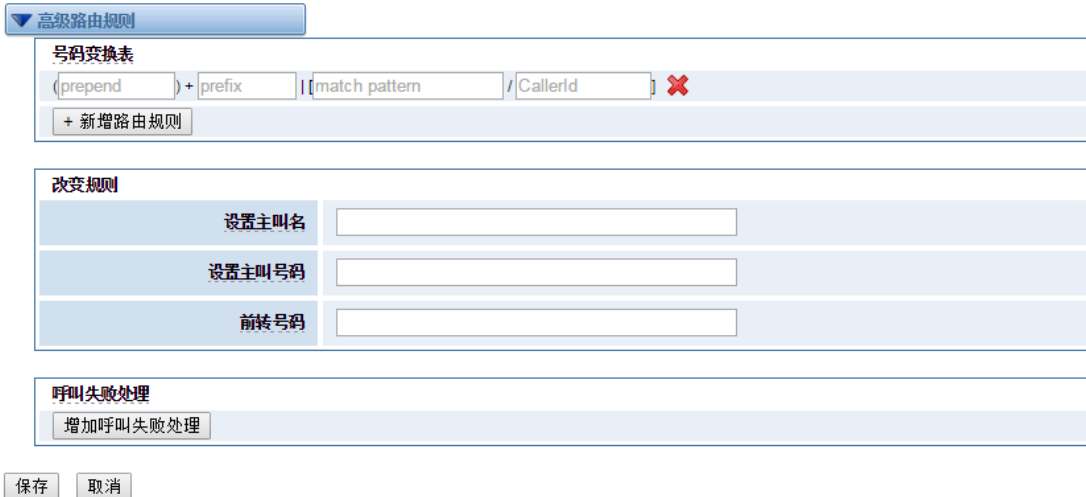 高级路由规则
号码变换表
(prepend) + prefix | [match pattern / CallerId]
+ 新增路由规则
改变规则
设置主叫名
设置主叫号码
前转号码
呼叫失败处理
增加呼叫失败处理
保存 取消